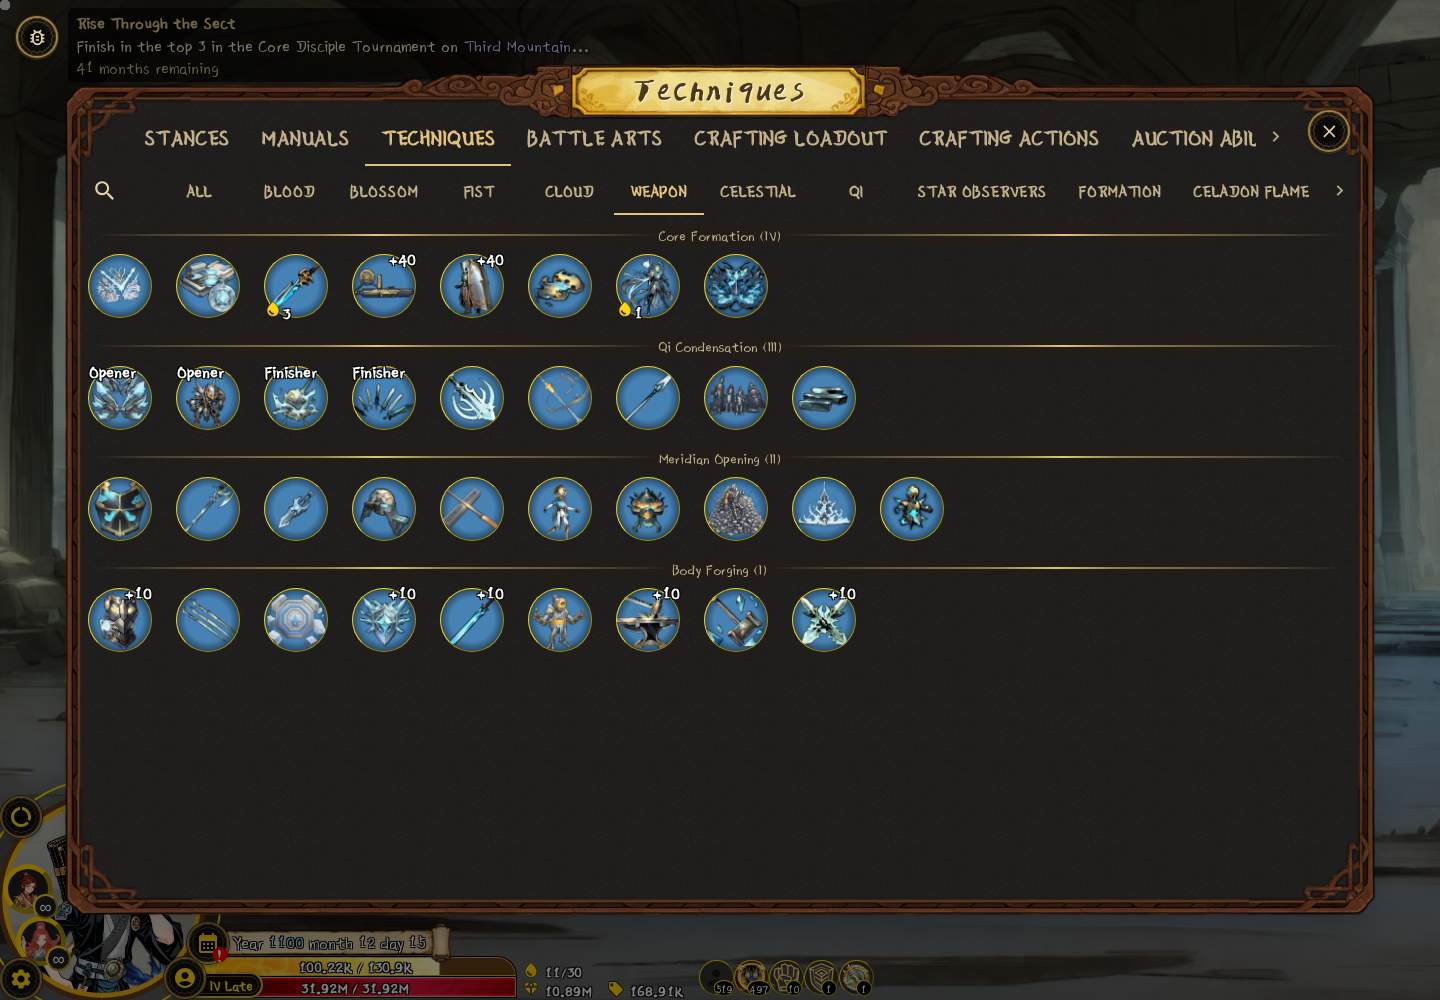 Rise Through the Sect
Finish in the top 3 in the Core Disciple Tournament on Third Mountain...
41 months remaining
Techniques
STANCES MANUALS TECHNIQUES BATTLE ARTS CRAFTING LOADOUT CRAFTING ACTIONS AUCTION ABIL
ALL BLOOD BLOSSOM FIST CLOUD WEAPON CELESTIAL QI STAR OBSERVERS FORMATION CELADON FLAME
Core Formation (IV)
+40 +40
3 1
Qi Condensation (III)
Opener Opener Finisher Finisher
Meridian Opening (II)
Body Forging (I)
+10 +10 +10 +10 +10
Year 1100 month 12 day 15
100.22K / 130.9K
11/30
IV Late
31.92M / 31.92M
10.89M 168.91K
519 497 10 1 1
∞
∞